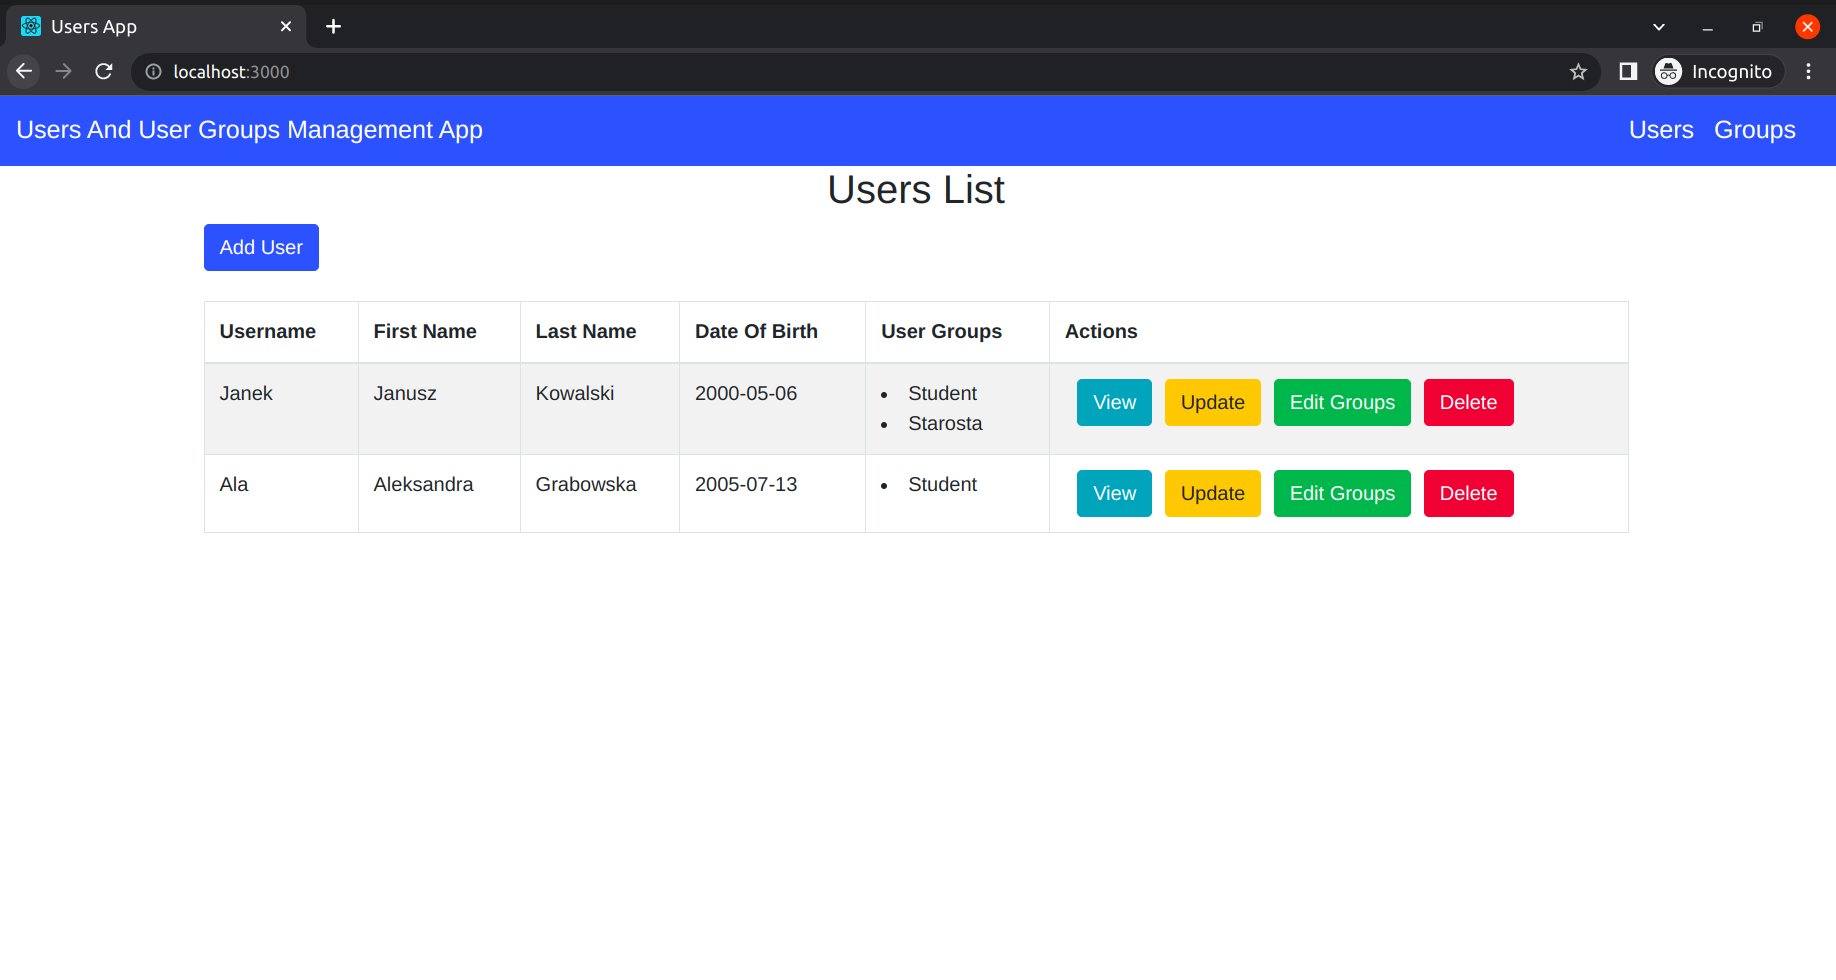 Users App
localhost:3000
Incognito
Users And User Groups Management App Users Groups
Users List
Add User
Username First Name Last Name Date Of Birth User Groups Actions
Janek Janusz Kowalski 2000-05-06 Student View Update Edit Groups Delete
Starosta
Ala Aleksandra Grabowska 2005-07-13 Student View Update Edit Groups Delete